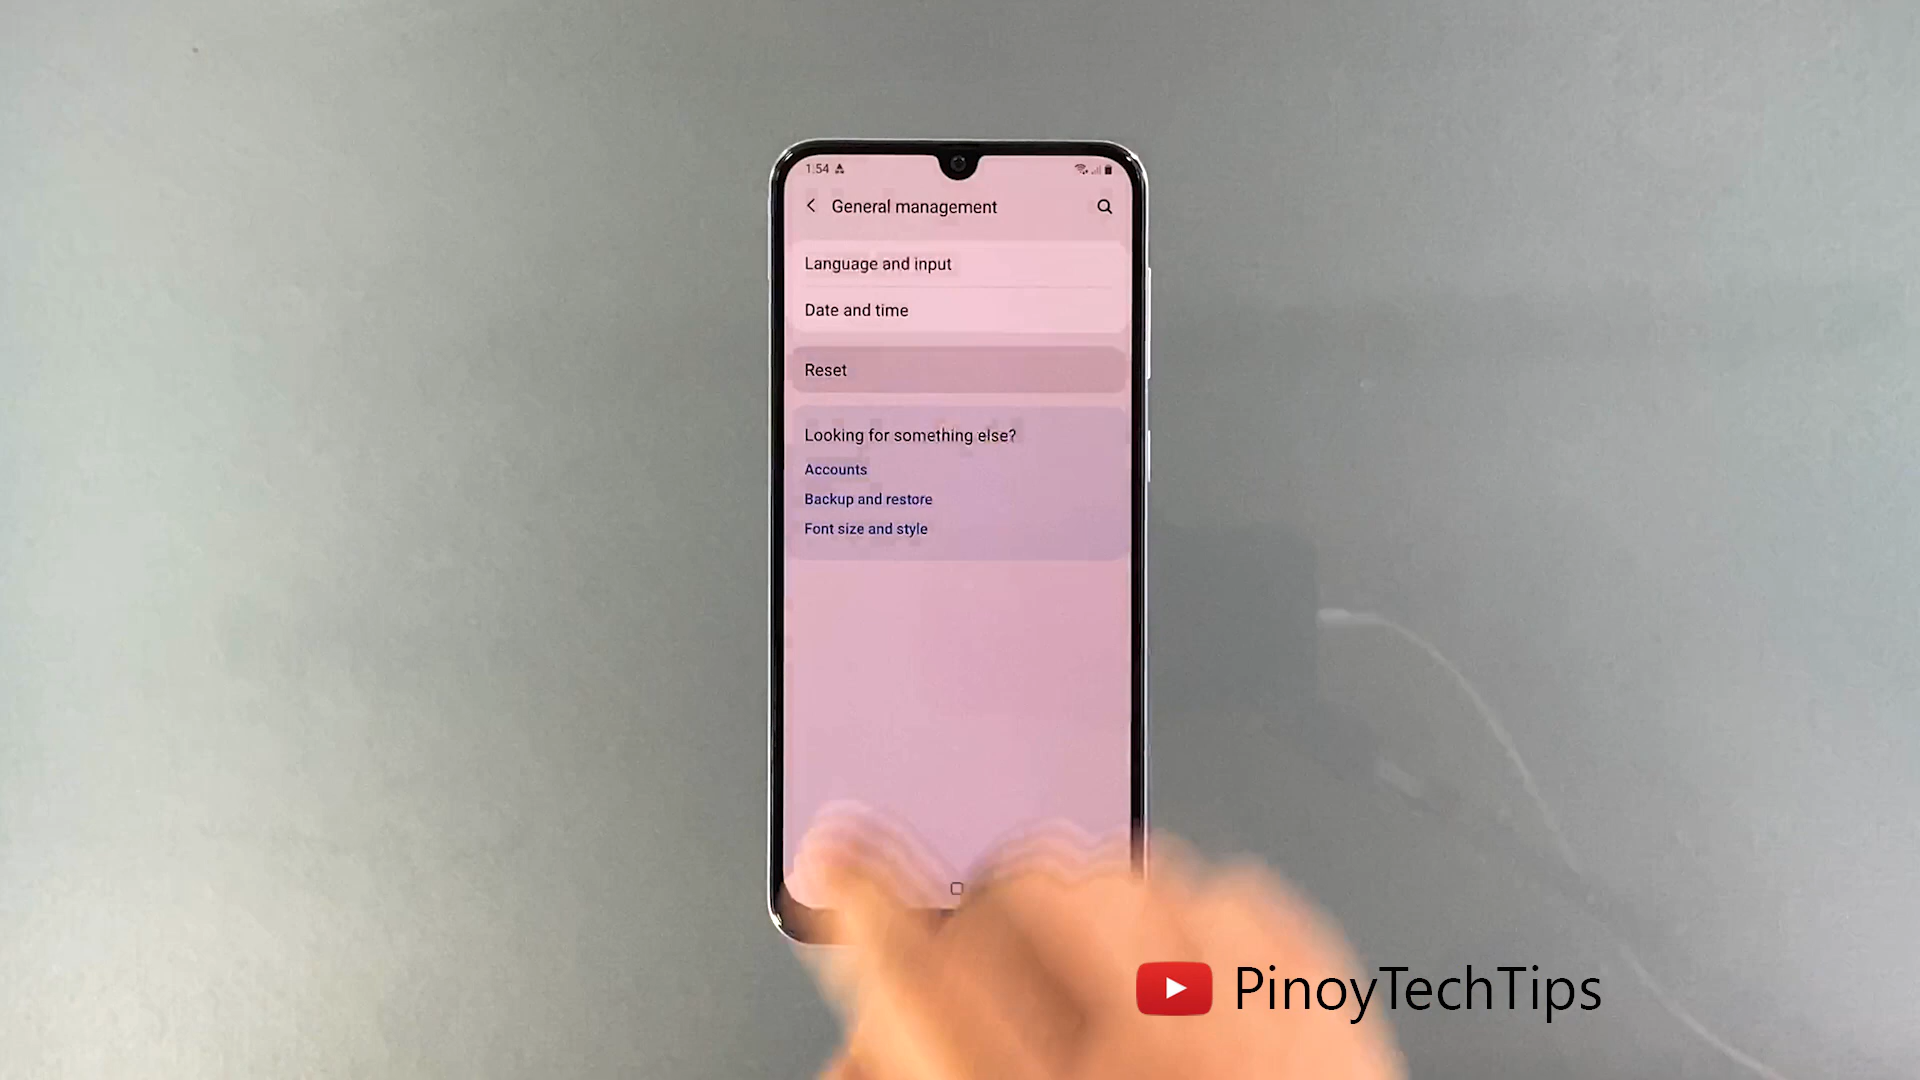 1:54
General management
Language and input
Date and time
Reset
Looking for something else?
Accounts
Backup and restore
Font size and style
PinoyTechTips